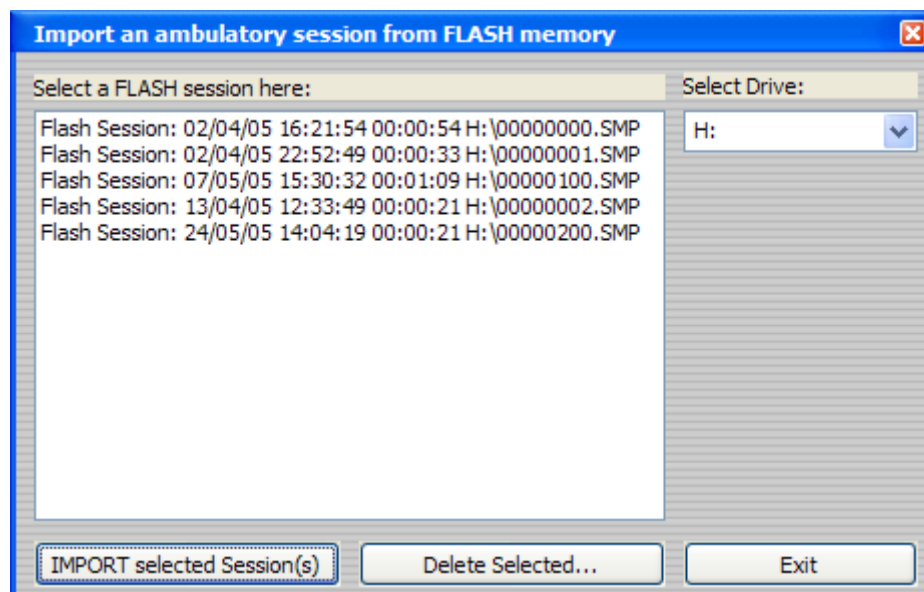 Import an ambulatory session from FLASH memory
Select a FLASH session here:
Select Drive:
Flash Session: 02/04/05 16:21:54 00:00:54 H:\00000000.SMP
Flash Session: 02/04/05 22:52:49 00:00:33 H:\00000001.SMP
Flash Session: 07/05/05 15:30:32 00:01:09 H:\00000100.SMP
Flash Session: 13/04/05 12:33:49 00:00:21 H:\00000002.SMP
Flash Session: 24/05/05 14:04:19 00:00:21 H:\00000200.SMP
H:
IMPORT selected Session(s)
Delete Selected...
Exit